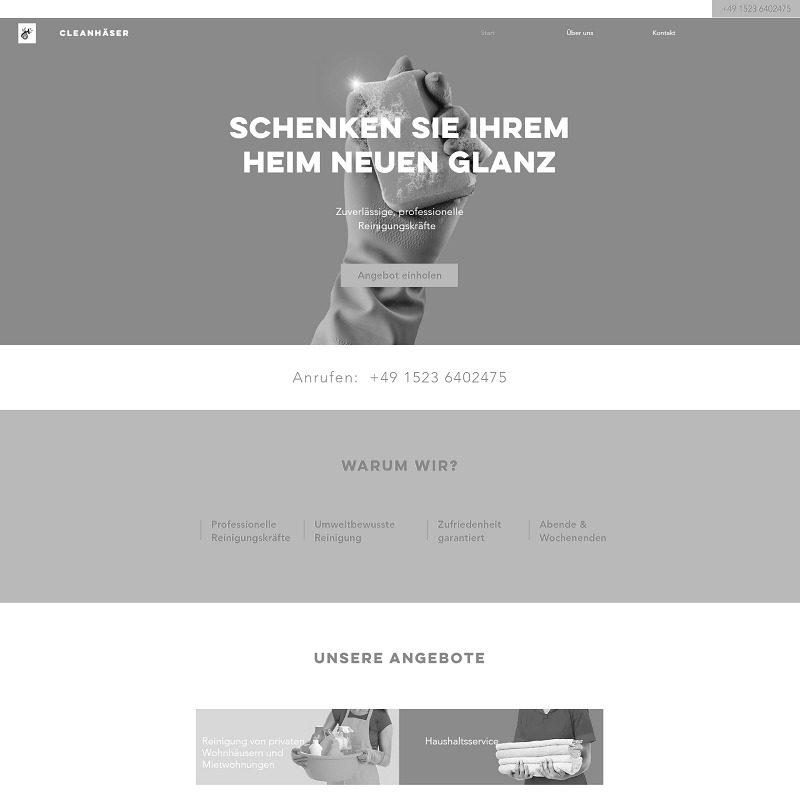 +49 1523 6402475
CLEANHÄSER
Start
Über uns
Kontakt
SCHENKEN SIE IHREM
HEIM NEUEN GLANZ
Zuverlässige, professionelle
Reinigungskräfte
Angebot einholen
Anrufen: +49 1523 6402475
WARUM WIR?
Professionelle
Reinigungskräfte
Umweltbewusste
Reinigung
Zufriedenheit
garantiert
Abende &
Wochenenden
UNSERE ANGEBOTE
Reinigung von privaten
Wohnhäusern und
Mietwohnungen
Haushaltsservice